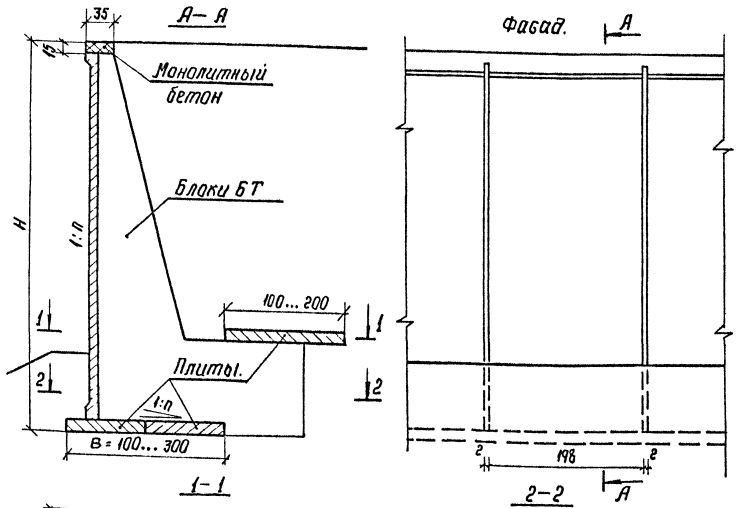 А–А
35
15
Монолитный
бетон
Блоки БТ
H
1:п
100...200
1
1
Плиты.
2
2
1:п
В=100...300
1–1
Фасад.
А
2
198
2
А
2–2